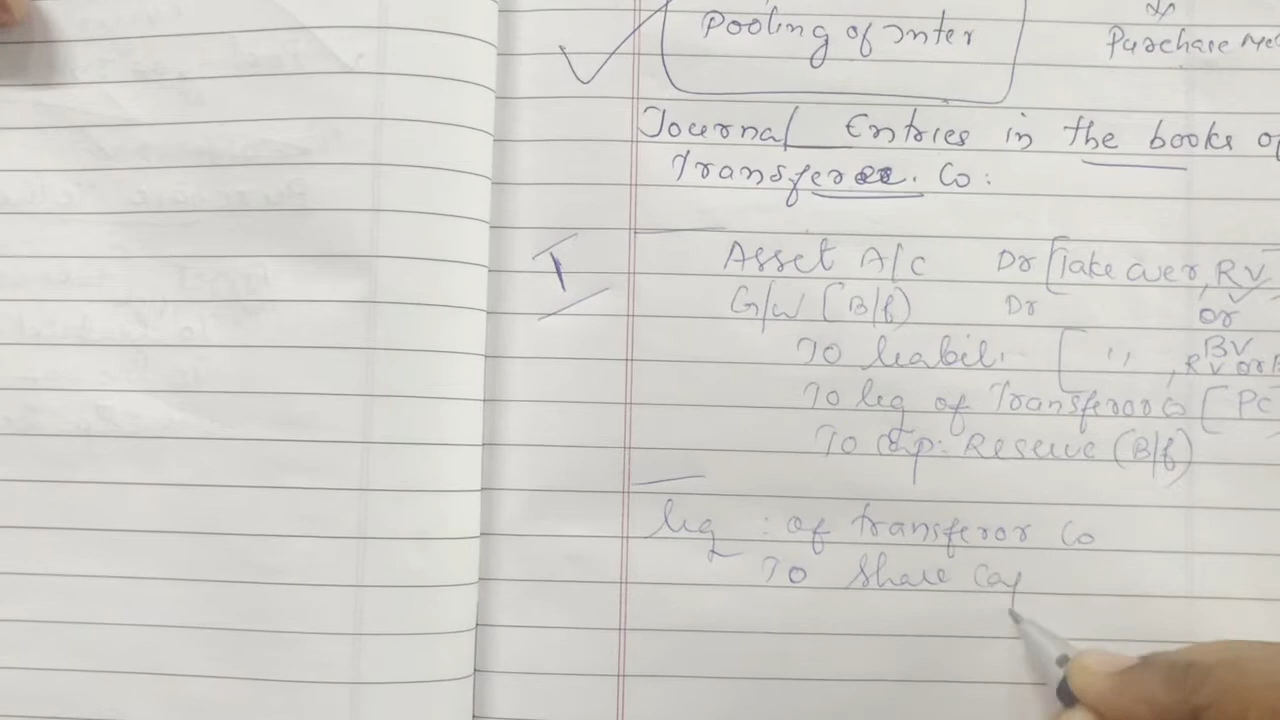 Pooling of Inter
Purchase Me
Journal Entries in the books of
Transferee. Co:
I
Asset A/C Dr [Take over, RV
or
BV
G/W [B/f) Dr
To liabil. [ ", RV or B
To liq of Transferor Co [PC
To Cap: Reserve (B/f)
liq : of transferor Co
To Share Cap